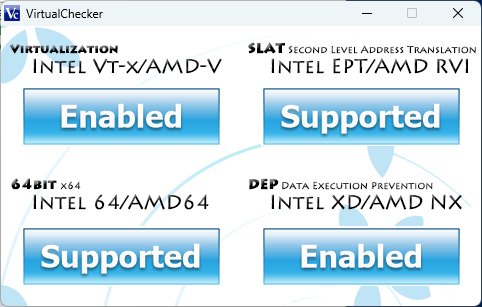 Vc VirtualChecker
Virtualization
Intel VT-x/AMD-V
Enabled
SLAT Second Level Address Translation
Intel EPT/AMD RVI
Supported
64bit x64
Intel 64/AMD64
Supported
DEP Data Execution Prevention
Intel XD/AMD NX
Enabled